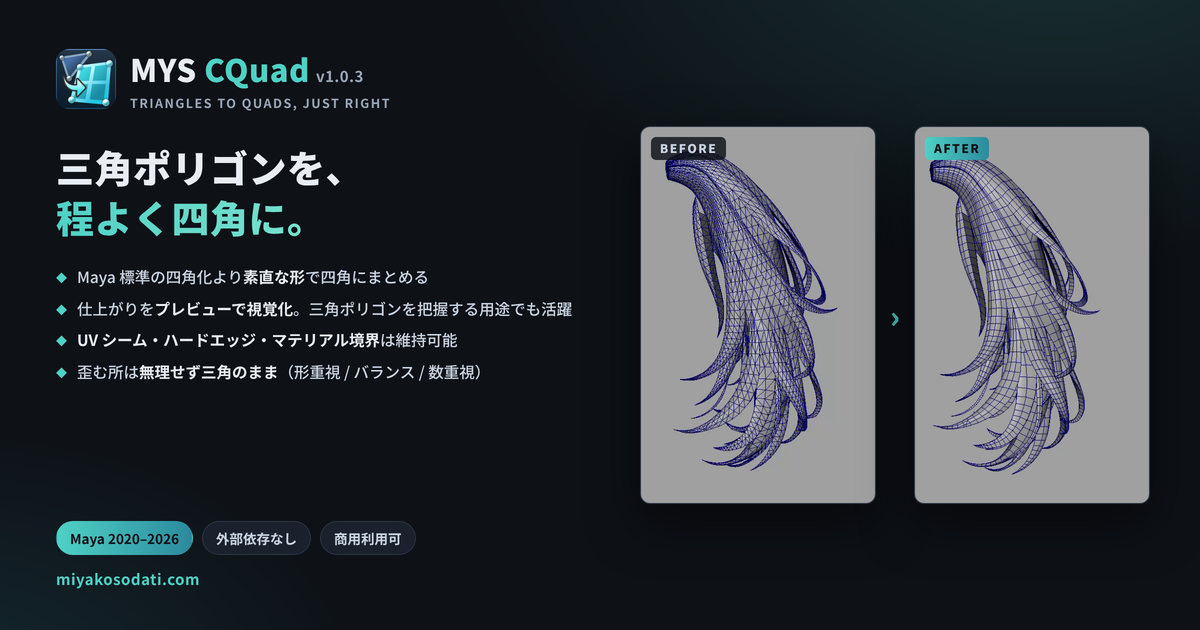 MYS CQuad v1.0.3
TRIANGLES TO QUADS, JUST RIGHT
三角ポリゴンを、
程よく四角に。
◆ Maya 標準の四角化より素直な形で四角にまとめる
◆ 仕上がりをプレビューで視覚化。三角ポリゴンを把握する用途でも活躍
◆ UV シーム・ハードエッジ・マテリアル境界は維持可能
◆ 歪む所は無理せず三角のまま（形重視 / バランス / 数重視）
Maya 2020–2026
外部依存なし
商用利用可
miyakosodati.com
BEFORE
›
AFTER